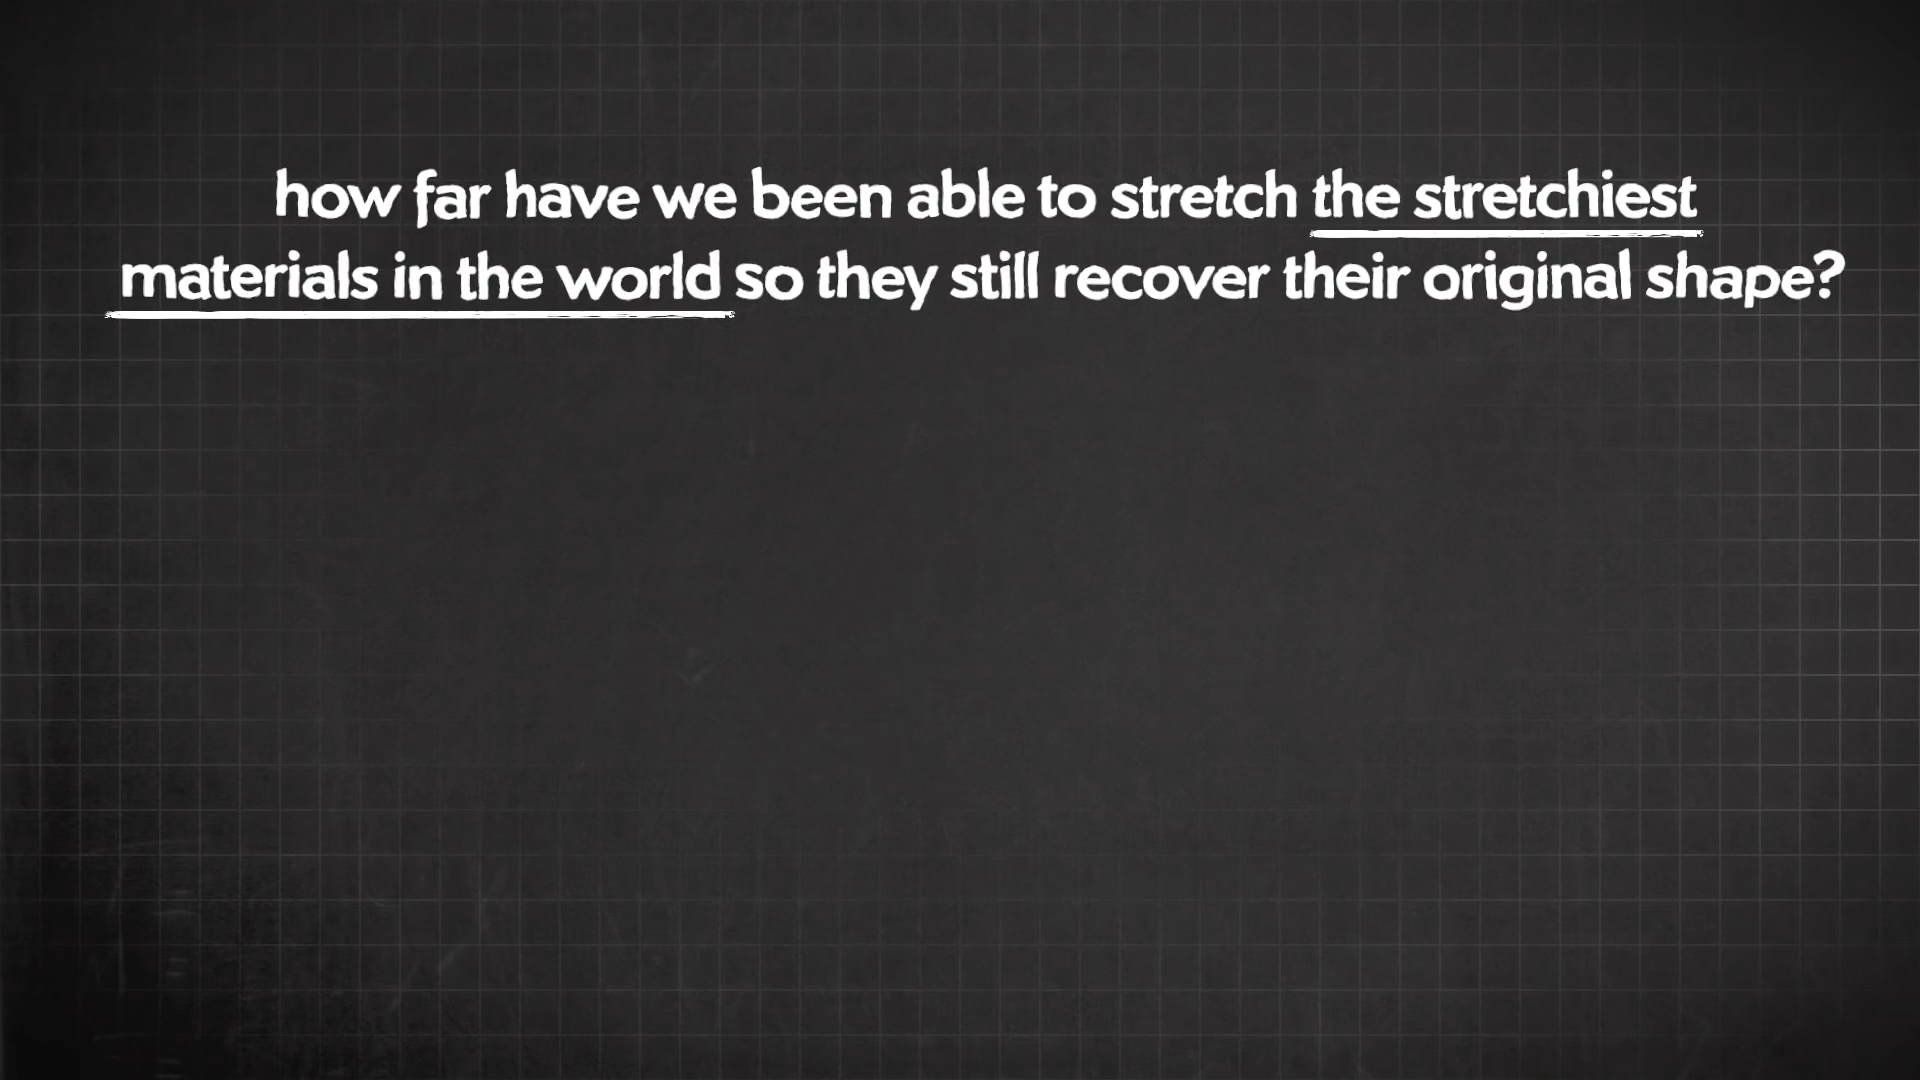 how far have we been able to stretch the stretchiest
materials in the world so they still recover their original shape?